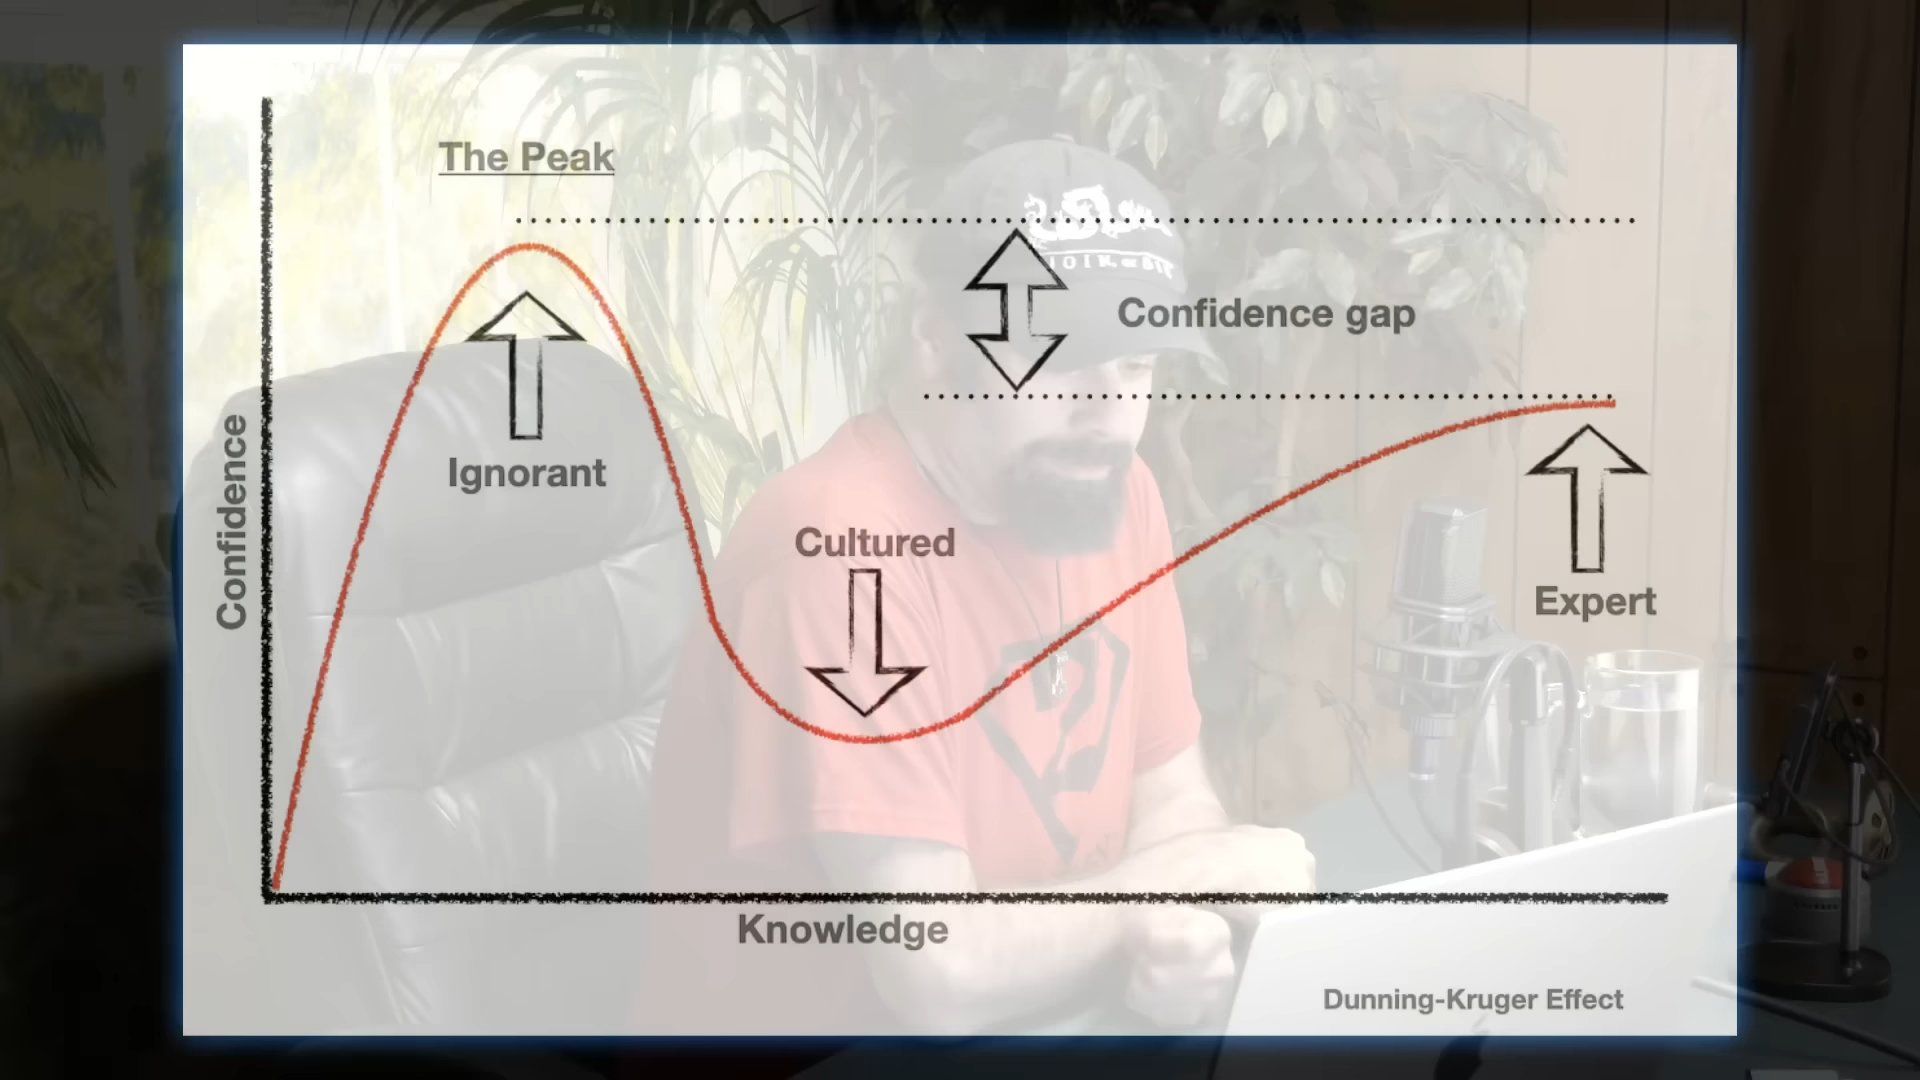 The Peak
Confidence gap
Ignorant
Cultured
Expert
Confidence
Knowledge
Dunning-Kruger Effect